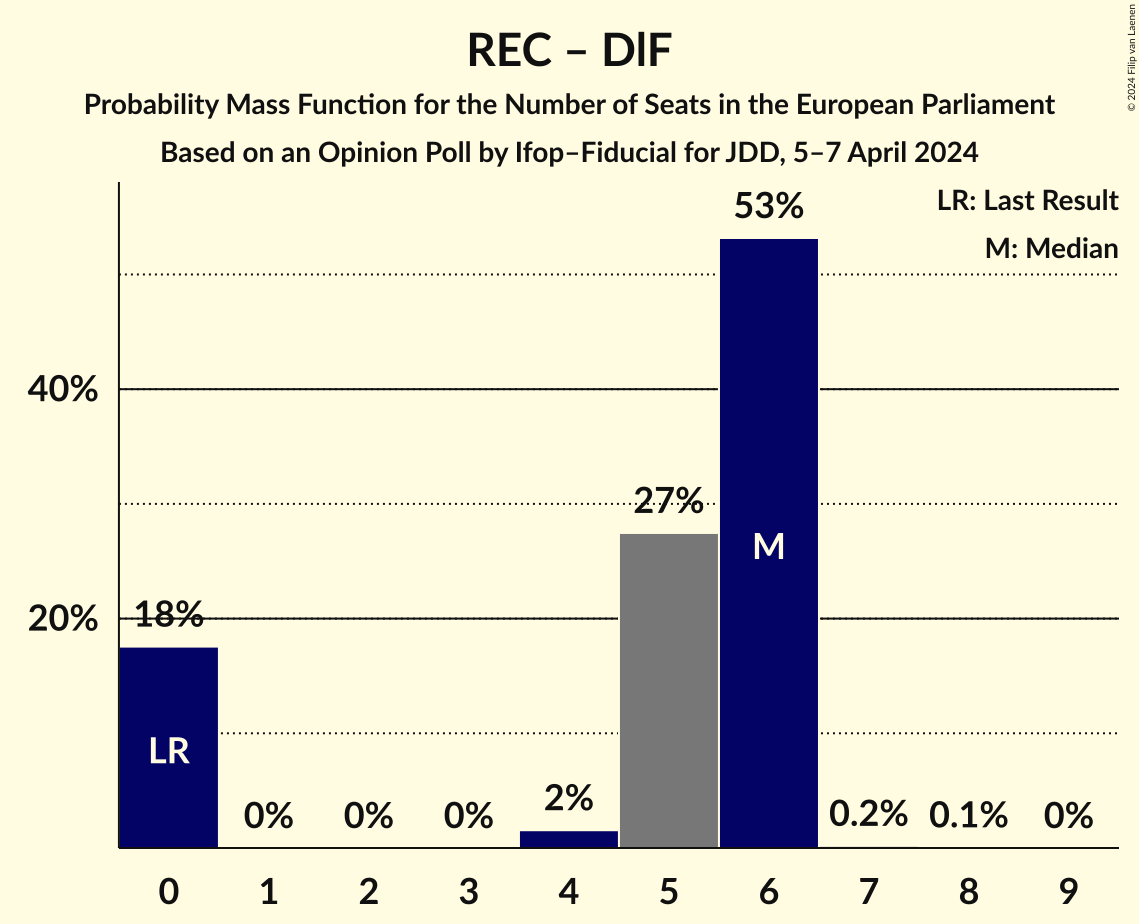 REC – DlF
Probability Mass Function for the Number of Seats in the European Parliament
Based on an Opinion Poll by Ifop–Fiducial for JDD, 5–7 April 2024
© 2024 Filip van Laenen
LR: Last Result
M: Median
53%
40%
27%
M
20%
18%
LR
0%
0%
0%
2%
0.2%
0.1%
0%
0
1
2
3
4
5
6
7
8
9